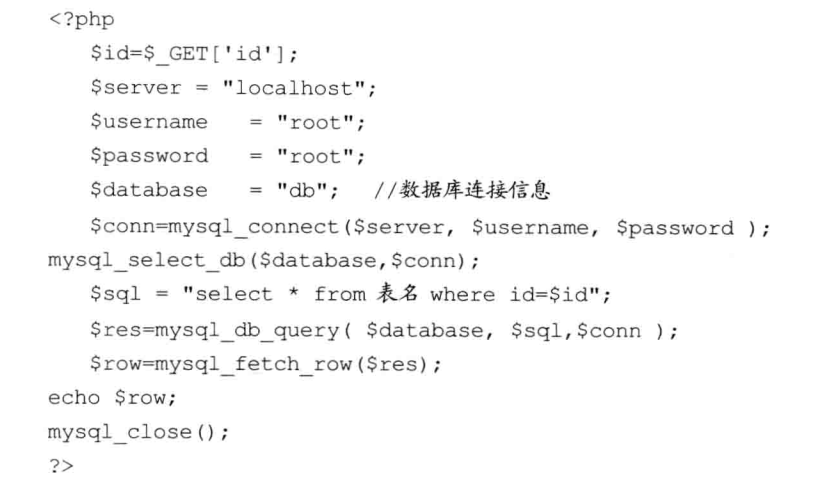 <?php
$id=$_GET['id'];
$server = "localhost";
$username = "root";
$password = "root";
$database = "db"; //数据库连接信息
$conn=mysql_connect($server, $username, $password );
mysql_select_db($database,$conn);
$sql = "select * from 表名 where id=$id";
$res=mysql_db_query( $database, $sql,$conn );
$row=mysql_fetch_row($res);
echo $row;
mysql_close();
?>